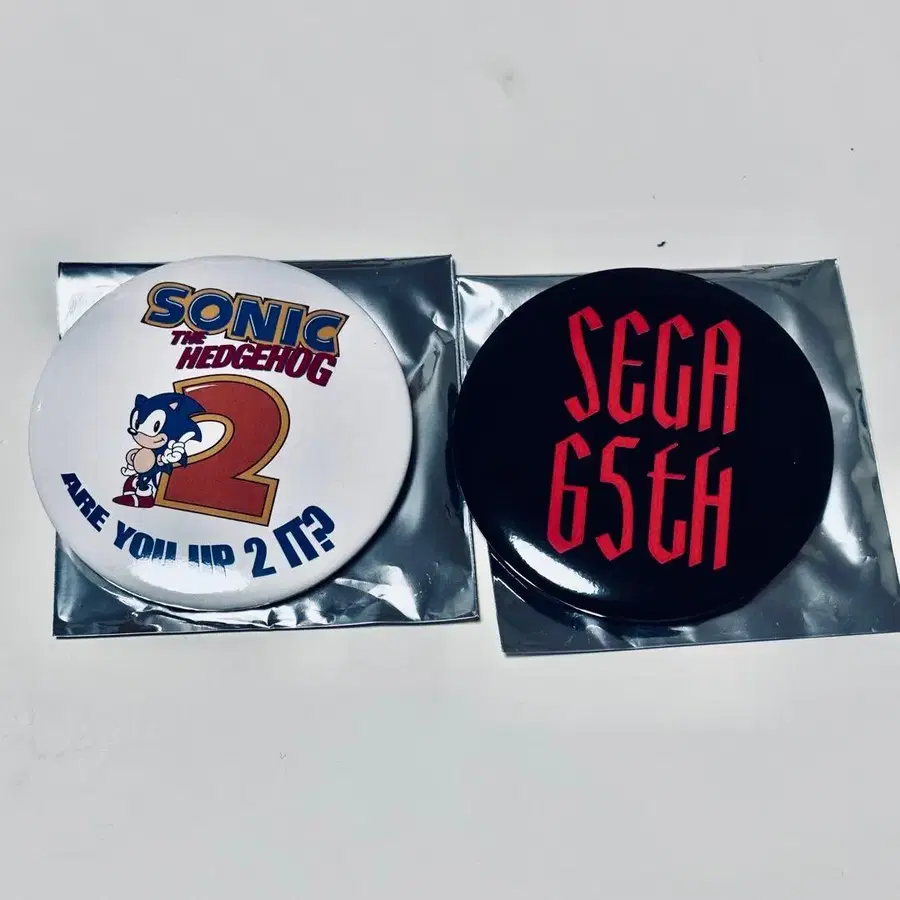 SONIC
THE
HEDGEHOG
2
ARE YOU UP 2 IT?
SEGA
65tH